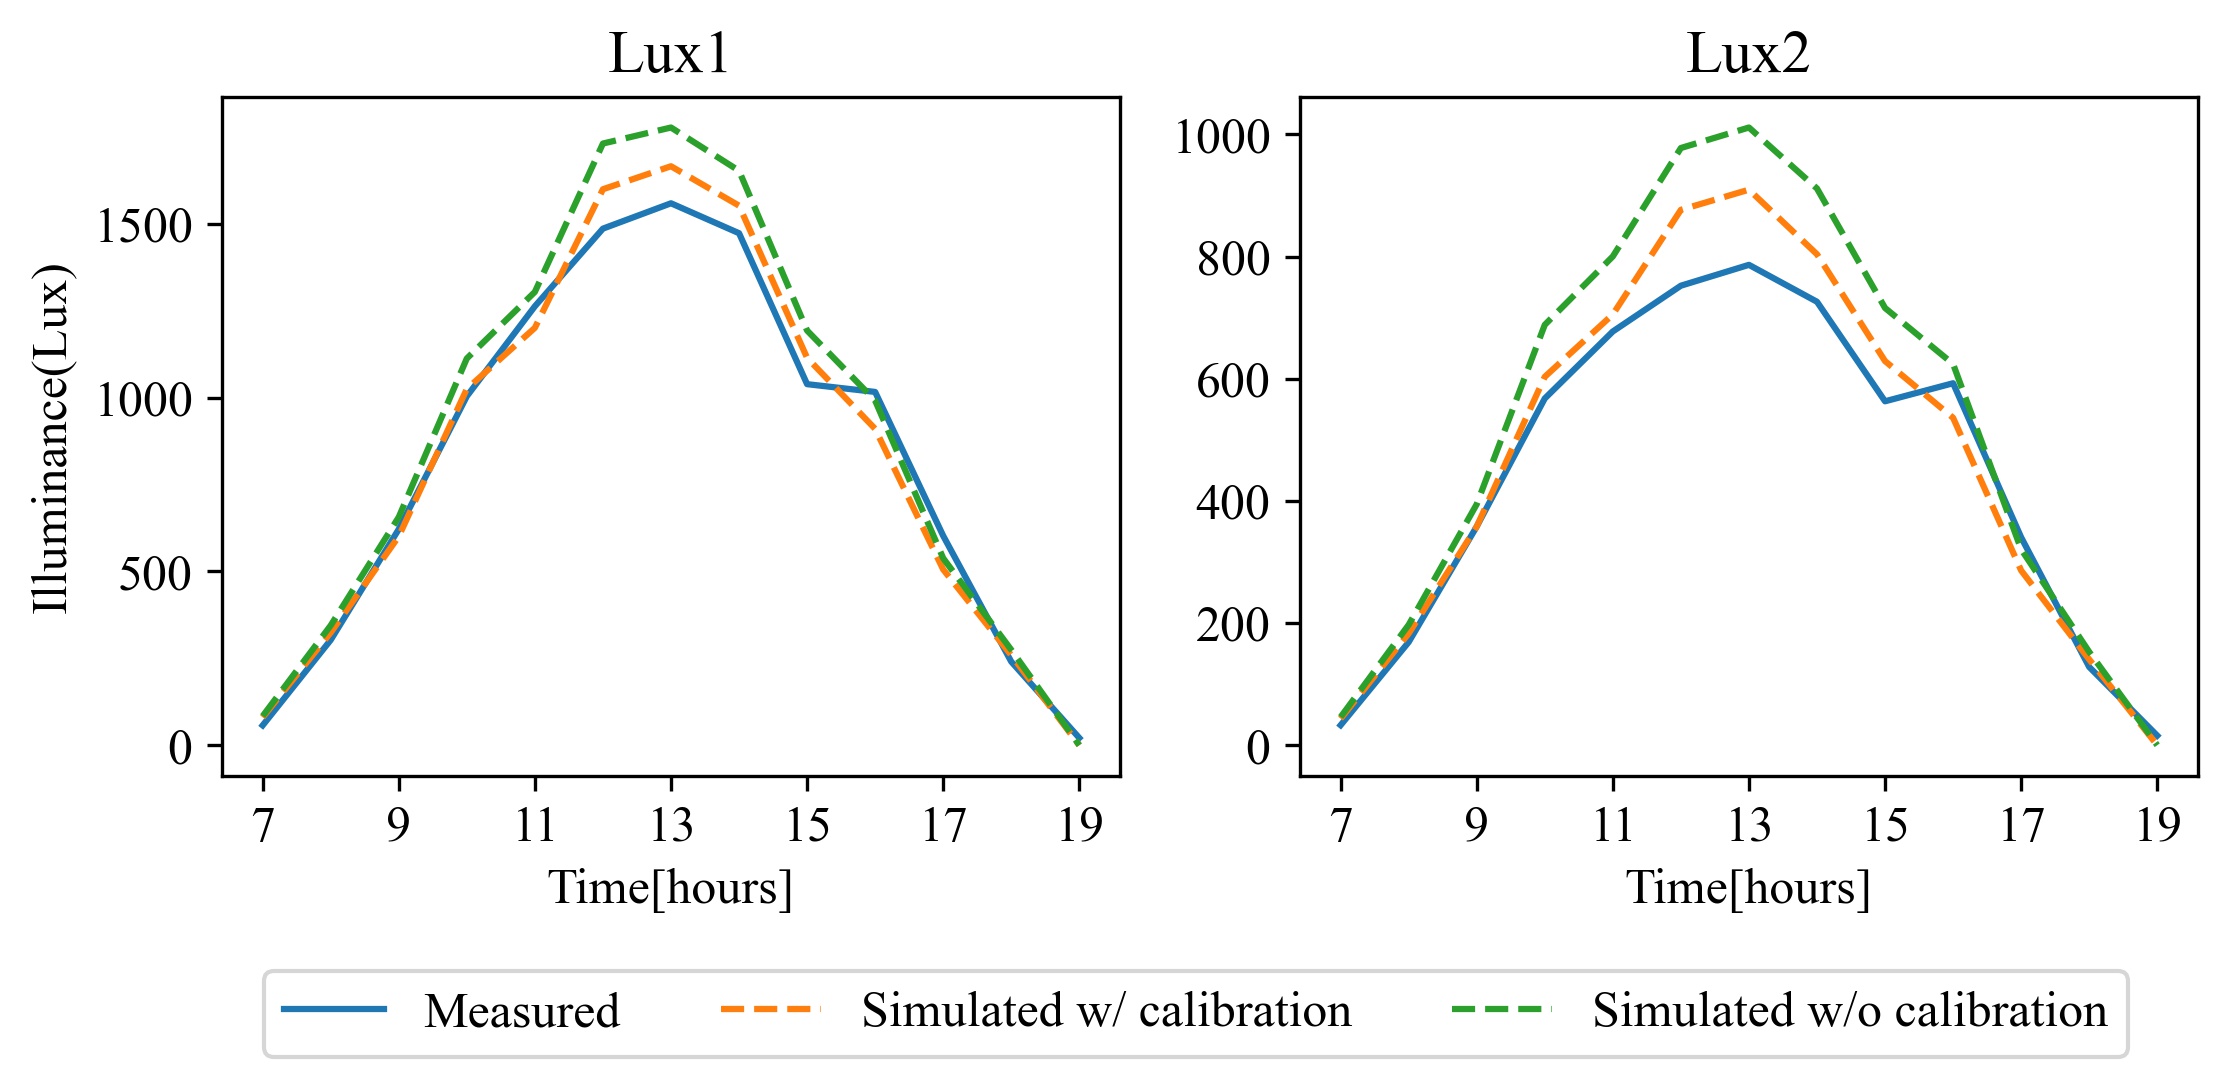 Lux1
Lux2
Illuminance(Lux)
1500
1000
500
0
7 9 11 13 15 17 19
Time[hours]
1000
800
600
400
200
0
7 9 11 13 15 17 19
Time[hours]
Measured Simulated w/ calibration Simulated w/o calibration